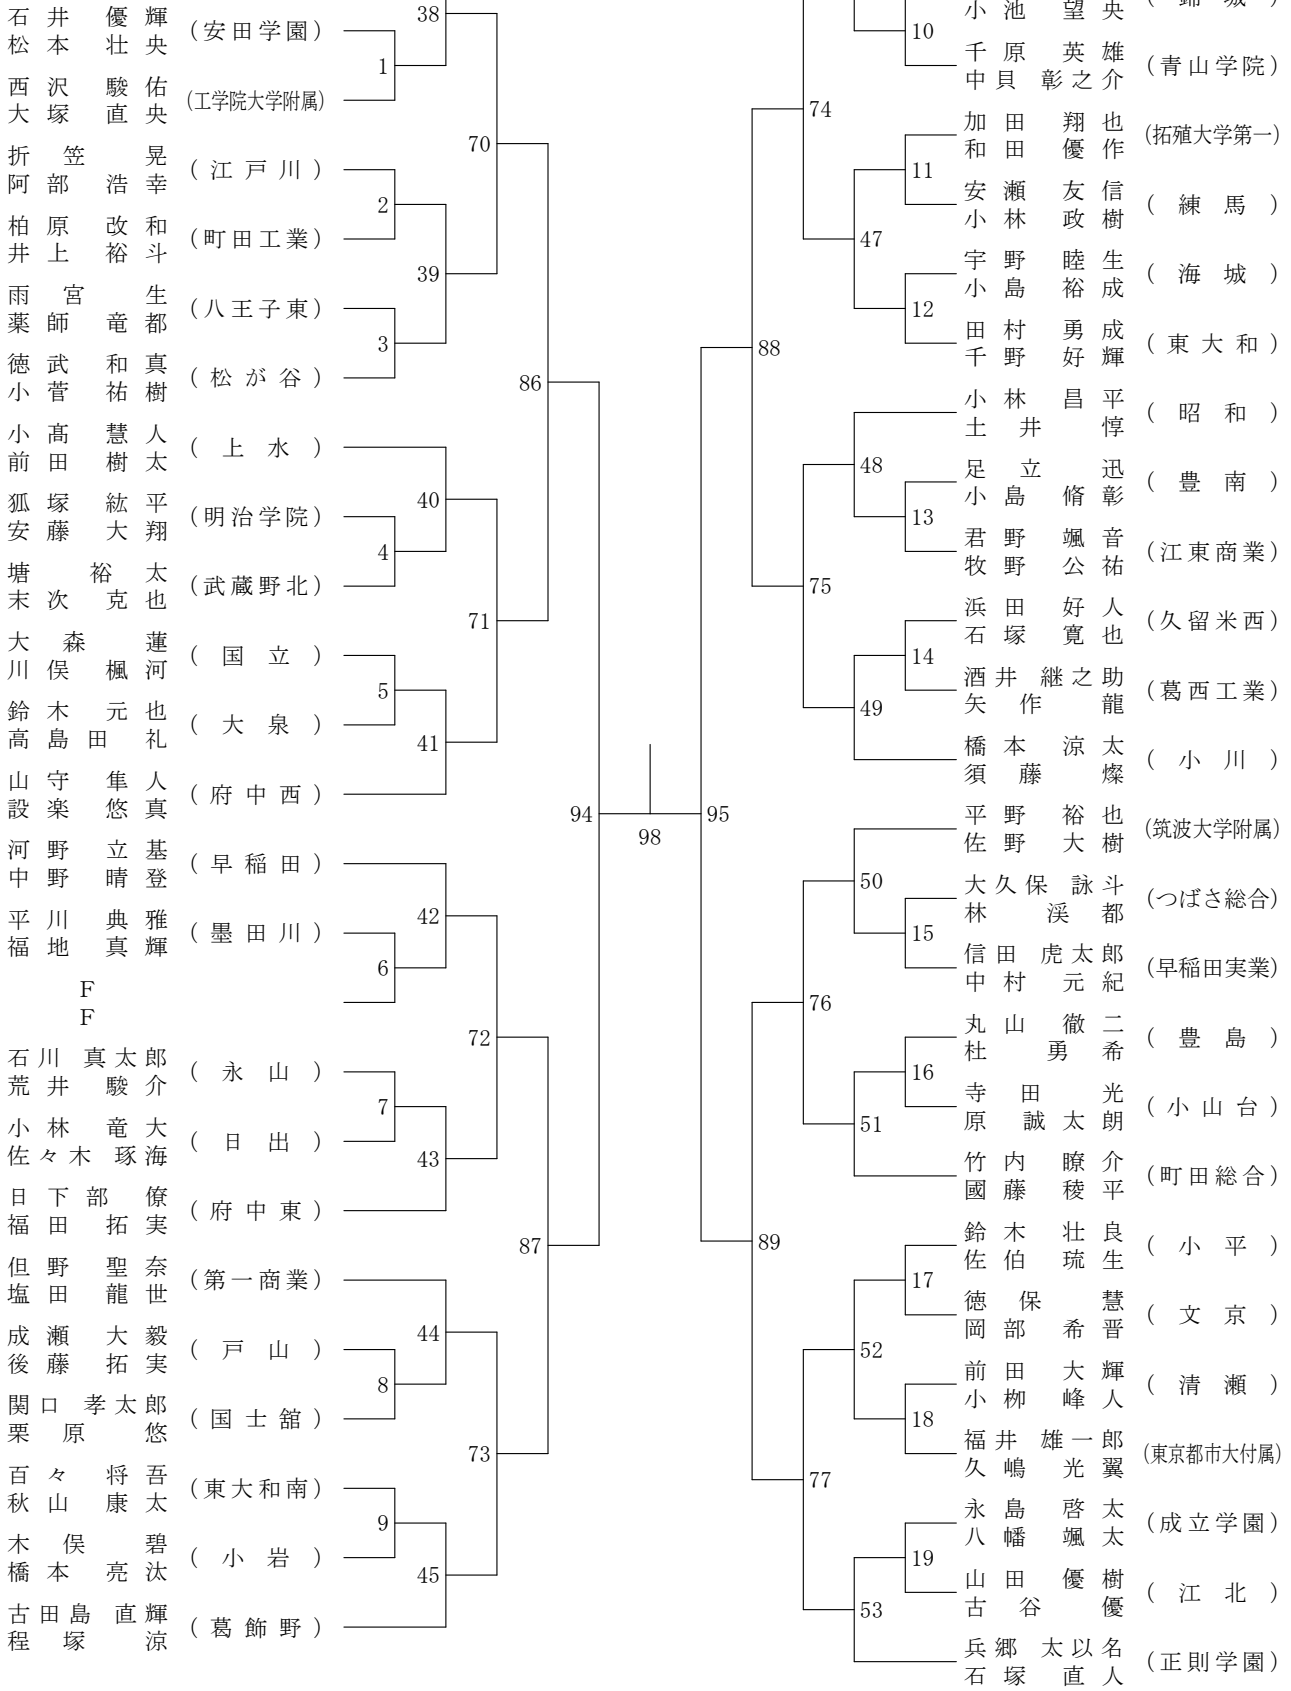 石井 優輝
松本 壮央
(安田学園)
西沢 駿佑
大塚 直央
(工学院大学附属)
折笠 晃
阿部 浩幸
(江戸川)
柏原 改和
井上 裕斗
(町田工業)
雨宮 生
薬師 竜都
(八王子東)
徳武 和真
小菅 祐樹
(松が谷)
小髙 慧人
前田 樹太
(上水)
狐塚 紘平
安藤 大翔
(明治学院)
塘 裕太
末次 克也
(武蔵野北)
大森 蓮
川俣 楓河
(国立)
鈴木 元也
高島田 礼
(大泉)
山守 隼人
設楽 悠真
(府中西)
河野 立基
中野 晴登
(早稲田)
平川 典雅
福地 真輝
(墨田川)
F
F
石川 真太郎
荒井 駿介
(永山)
小林 竜大
佐々木 琢海
(日出)
日下部 僚
福田 拓実
(府中東)
但野 聖奈
塩田 龍世
(第一商業)
成瀬 大毅
後藤 拓実
(戸山)
関口 孝太郎
栗原 悠
(国士舘)
百々 将吾
秋山 康太
(東大和南)
木俣 碧
橋本 亮汰
(小岩)
古田島 直輝
程塚 涼
(葛飾野)
1
2
3
4
5
6
7
8
9
38
39
40
41
42
43
44
45
70
71
72
73
86
87
94
98
95
88
89
74
75
76
77
47
48
49
50
51
52
53
10
11
12
13
14
15
16
17
18
19
小池 望央
千原 英雄
中貝 彰之介
(青山学院)
加田 翔也
和田 優作
(拓殖大学第一)
安瀬 友信
小林 政樹
(練馬)
宇野 睦生
小島 裕成
(海城)
田村 勇成
千野 好輝
(東大和)
小林 昌平
土井 惇
(昭和)
足立 迅
小島 脩彰
(豊南)
君野 颯音
牧野 公祐
(江東商業)
浜田 好人
石塚 寛也
(久留米西)
酒井 継之助
矢作 龍
(葛西工業)
橋本 涼太
須藤 燦
(小川)
平野 裕也
佐野 大樹
(筑波大学附属)
大久保 詠斗
林 渓都
(つばさ総合)
信田 虎太郎
中村 元紀
(早稲田実業)
丸山 徹二
杜 勇希
(豊島)
寺田 光
原 誠太朗
(小山台)
竹内 瞭介
國藤 稜平
(町田総合)
鈴木 壮良
佐伯 琉生
(小平)
徳保 慧
岡部 希晋
(文京)
前田 大輝
小栁 峰人
(清瀬)
福井 雄一郎
久嶋 光翼
(東京都市大付属)
永島 啓太
八幡 颯太
(成立学園)
山田 優樹
古谷 優
(江北)
兵郷 太以名
石塚 直人
(正則学園)